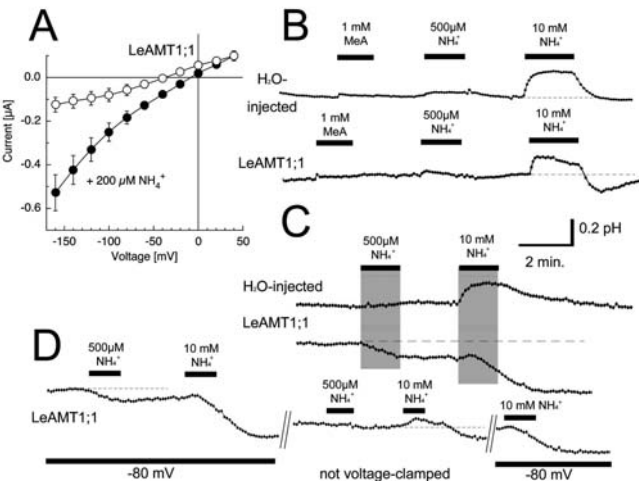 A
LeAMT1;1
0.0
-0.2
-0.4
-0.6
Current [µA]
+ 200 µM NH₄⁺
-150
-100
-50
0
50
Voltage [mV]
B
1 mM
MeA
500µM
NH₄⁺
10 mM
NH₄⁺
H₂O-
injected
1 mM
MeA
500µM
NH₄⁺
10 mM
NH₄⁺
LeAMT1;1
C
0.2 pH
2 min.
500µM
NH₄⁺
10 mM
NH₄⁺
H₂O-injected
LeAMT1;1
D
500µM
NH₄⁺
10 mM
NH₄⁺
LeAMT1;1
-80 mV
500µM
NH₄⁺
10 mM
NH₄⁺
not voltage-clamped
10 mM NH₄⁺
-80 mV